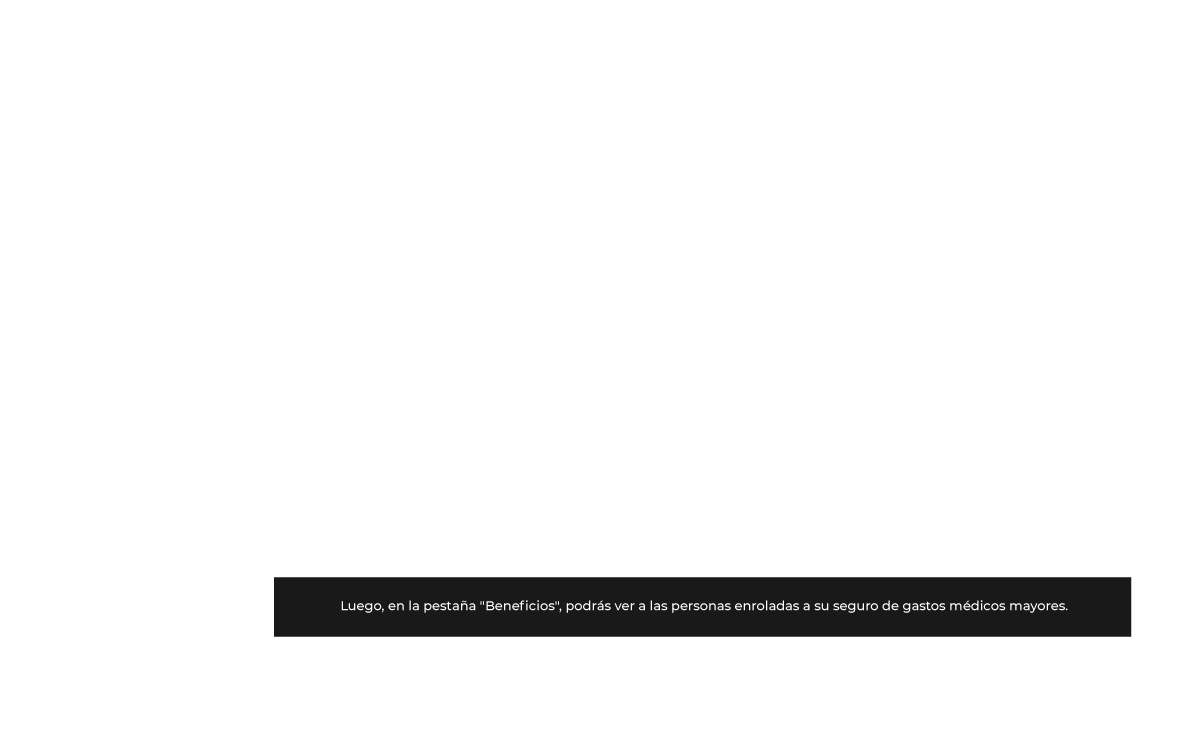 Luego, en la pestaña "Beneficios", podrás ver a las personas enroladas a su seguro de gastos médicos mayores.